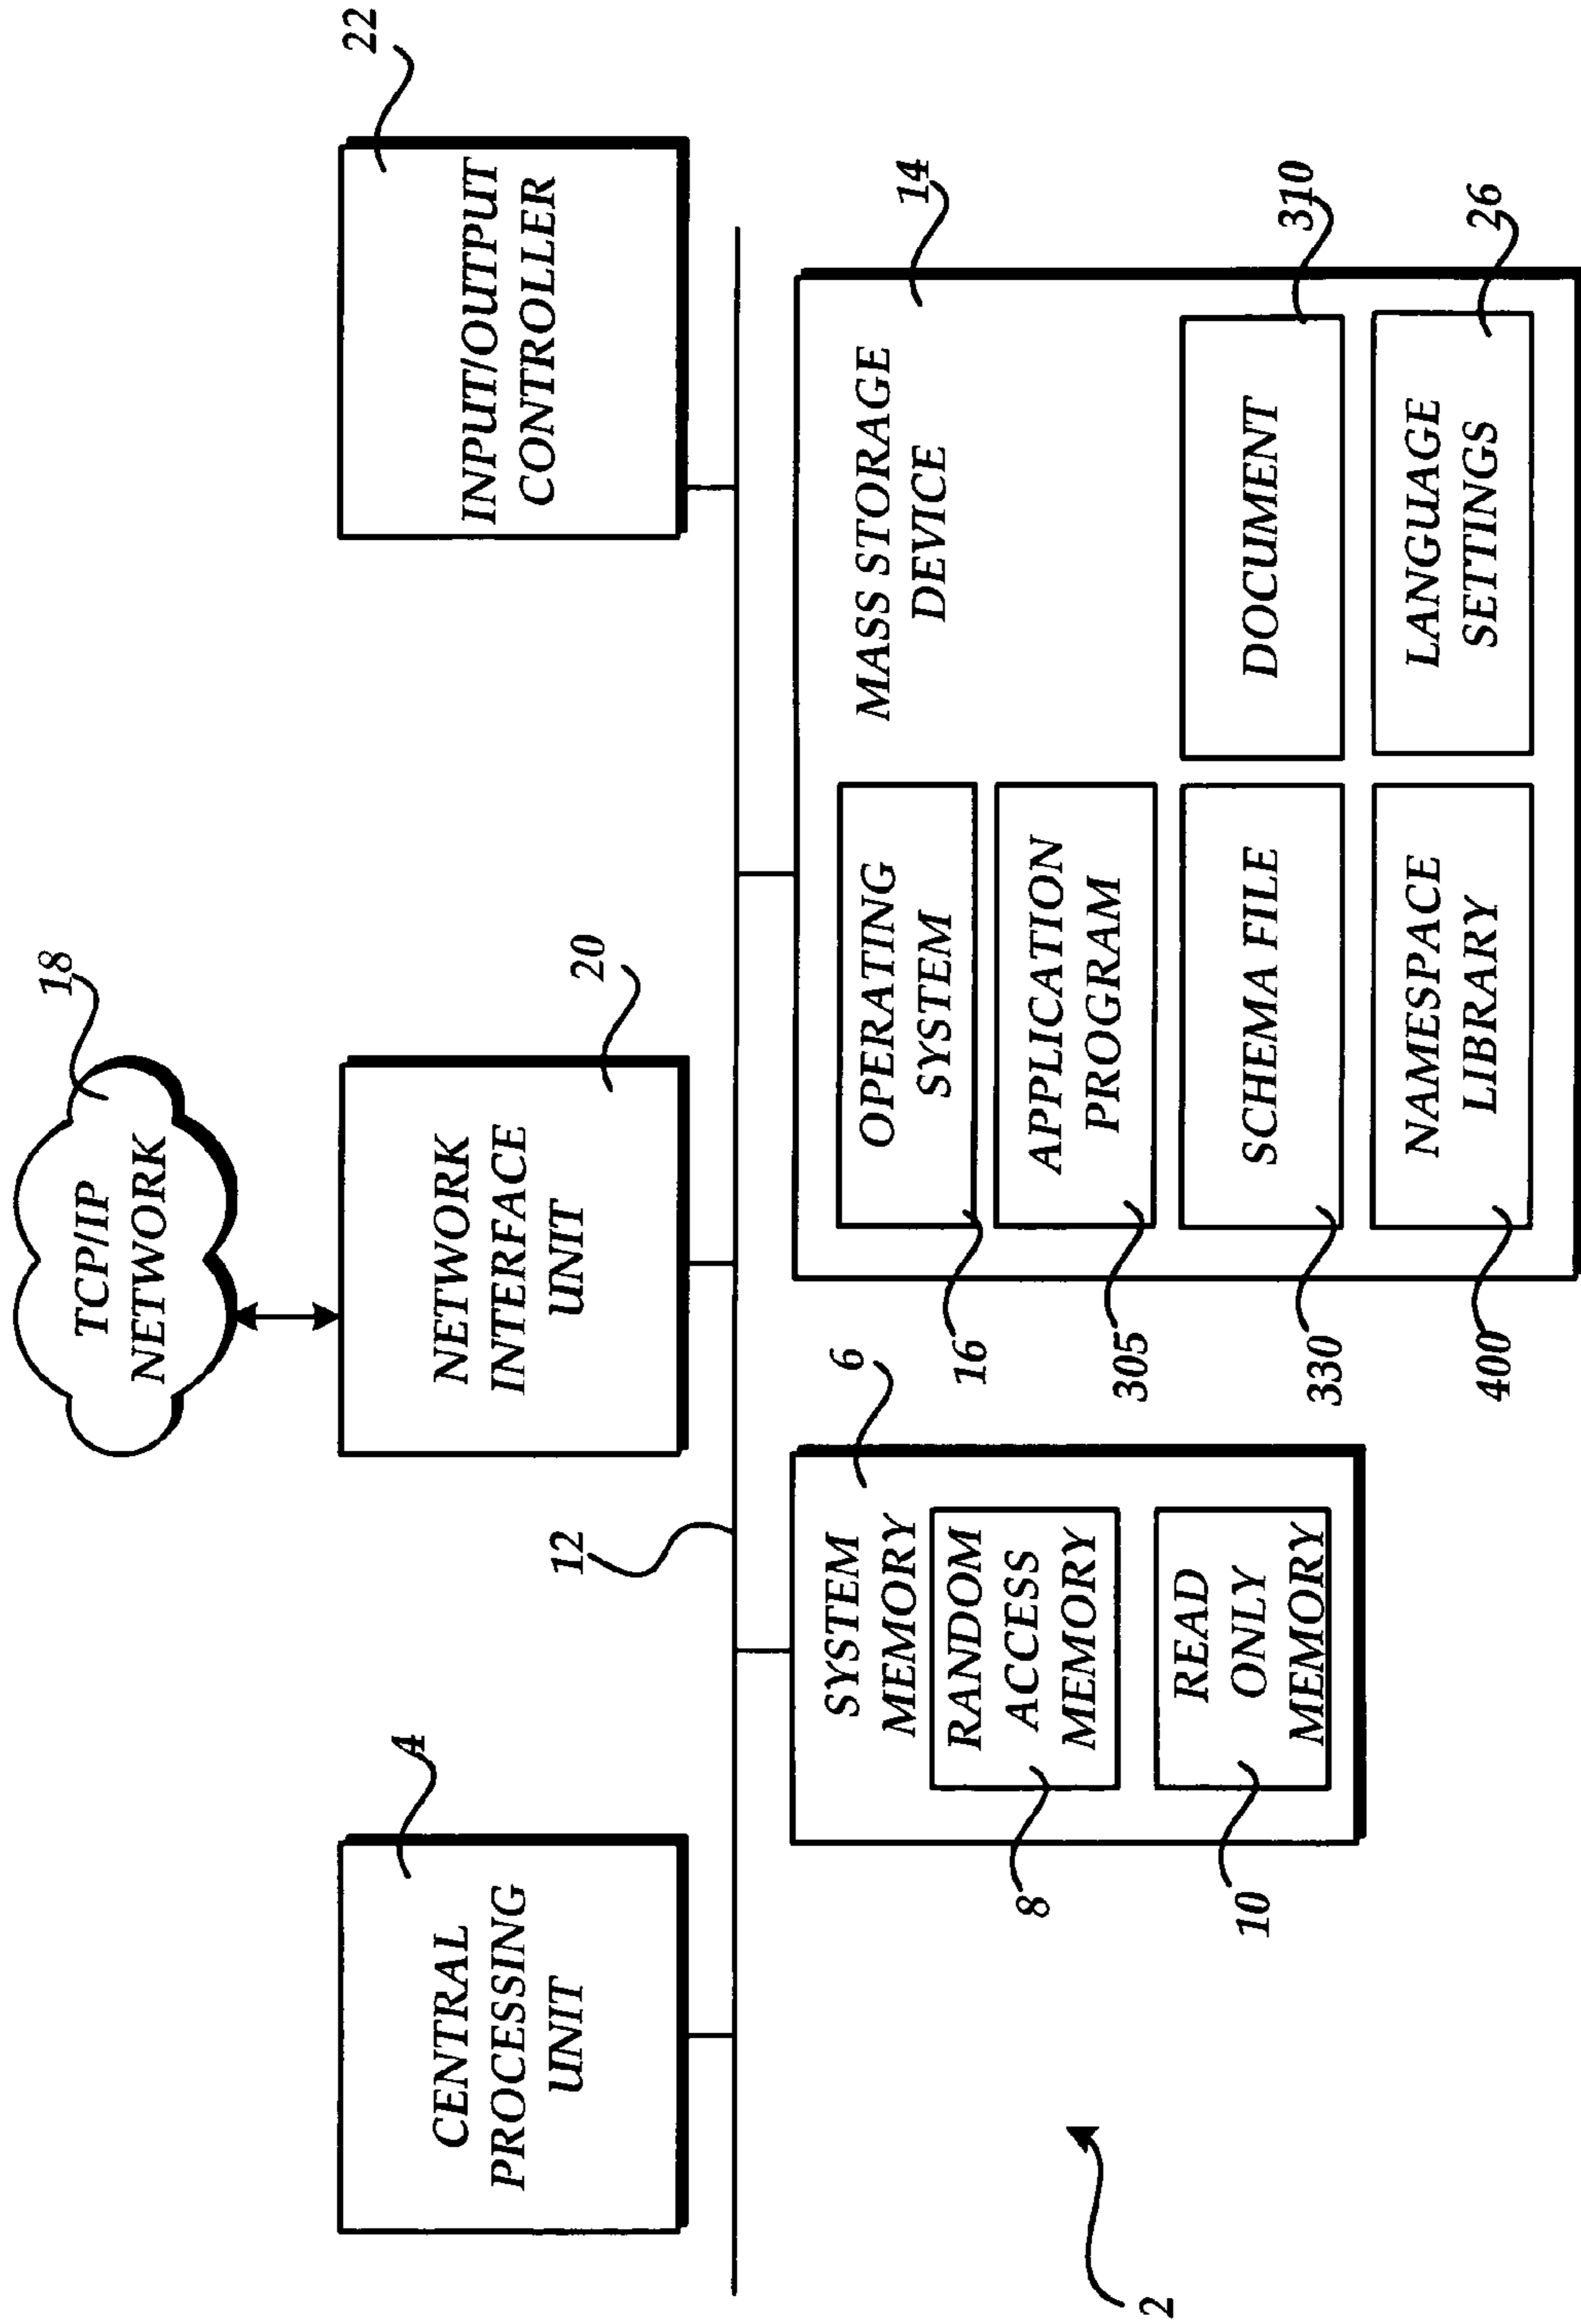 18
TCP/IP
NETWORK
4
CENTRAL
PROCESSING
UNIT
20
NETWORK
INTERFACE
UNIT
22
INPUT/OUTPUT
CONTROLLER
12
6
SYSTEM
MEMORY
RANDOM
ACCESS
MEMORY
8
READ
ONLY
MEMORY
10
14
MASS STORAGE
DEVICE
OPERATING
SYSTEM
16
APPLICATION
PROGRAM
305
SCHEMA FILE
330
DOCUMENT
310
NAMESPACE
LIBRARY
400
LANGUAGE
SETTINGS
26
2